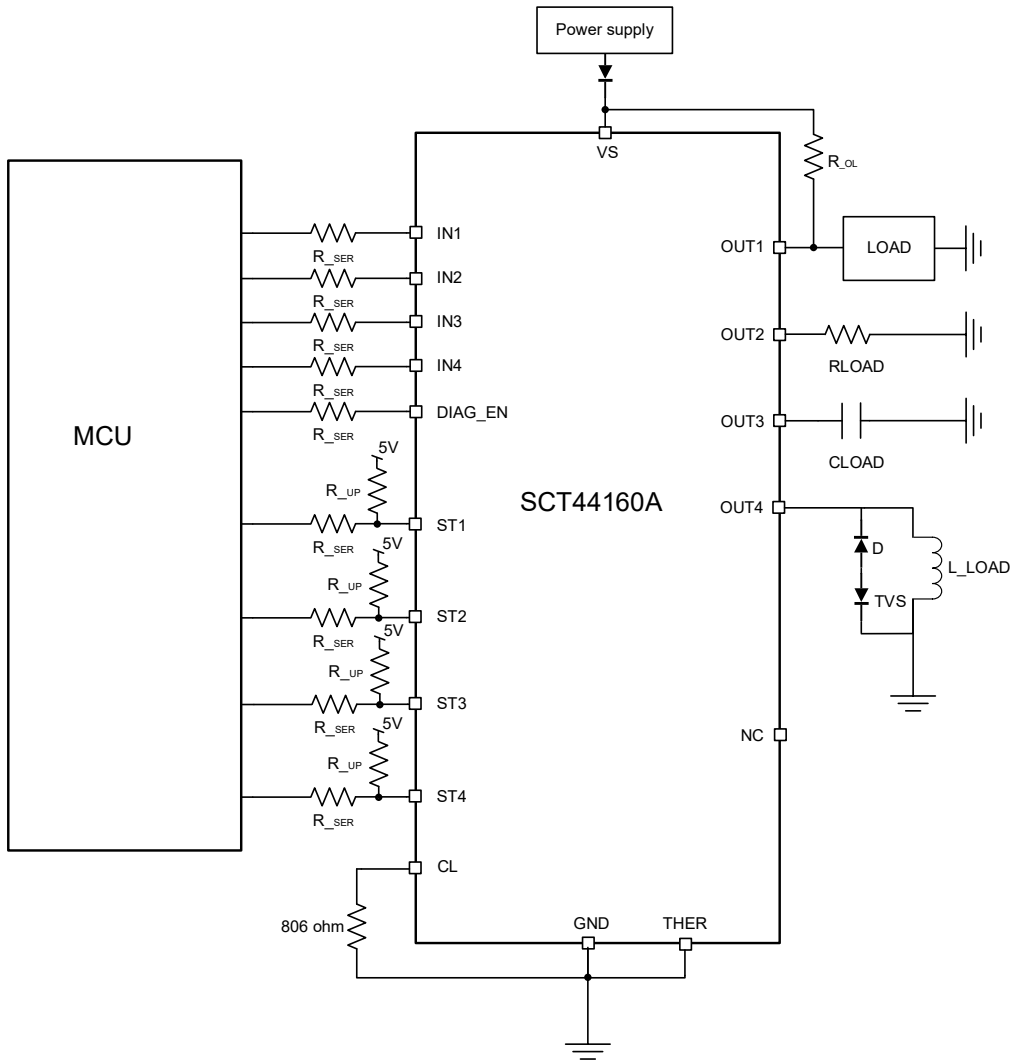 Power supply
VS
R_OL
IN1
OUT1
LOAD
R_SER
IN2
R_SER
IN3
OUT2
R_SER
IN4
RLOAD
R_SER
DIAG_EN
OUT3
R_SER
MCU
5V
CLOAD
R_UP
SCT44160A
OUT4
ST1
R_SER
5V
D
L_LOAD
R_UP
TVS
ST2
R_SER
5V
R_UP
ST3
R_SER
5V
NC
R_UP
ST4
R_SER
CL
806 ohm
GND
THER